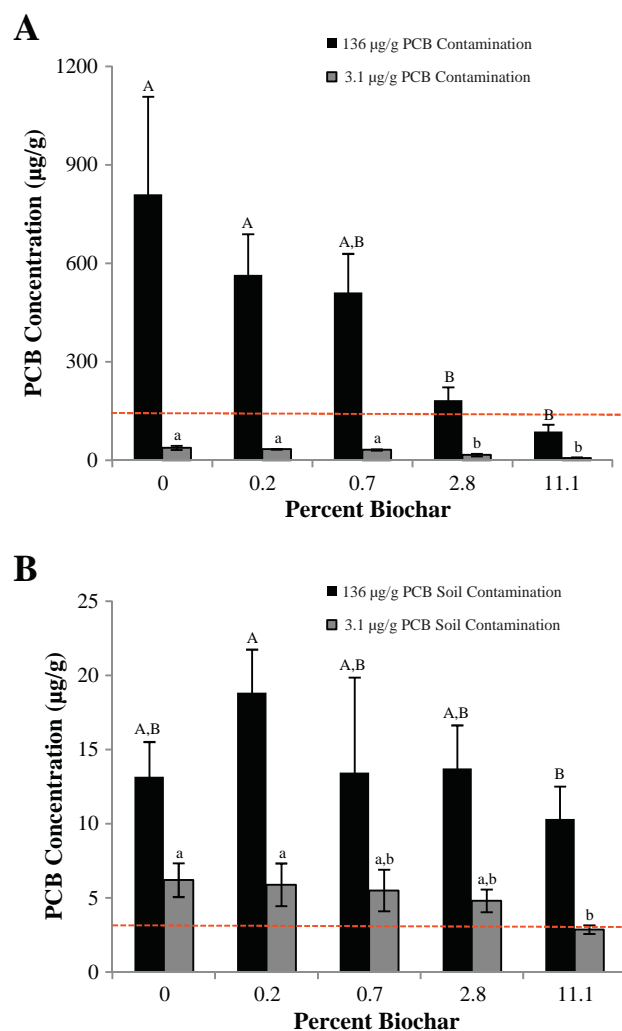 A
136 µg/g PCB Contamination
3.1 µg/g PCB Contamination
1200
900
600
300
0
PCB Concentration (µg/g)
A
A
A,B
B
B
a
a
a
b
b
0 0.2 0.7 2.8 11.1
Percent Biochar
B
136 µg/g PCB Soil Contamination
3.1 µg/g PCB Soil Contamination
25
20
15
10
5
0
PCB Concentration (µg/g)
A,B
A
A,B
A,B
B
a
a
a,b
a,b
b
0 0.2 0.7 2.8 11.1
Percent Biochar